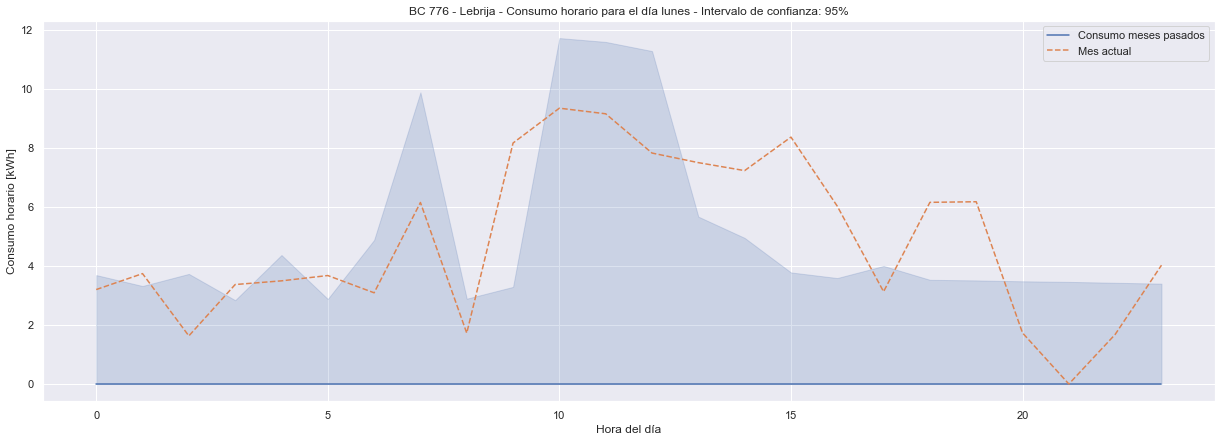 BC 776 - Lebrija - Consumo horario para el día lunes - Intervalo de confianza: 95%
Consumo meses pasados
Mes actual
12
10
8
6
4
2
0
Consumo horario [kWh]
0 5 10 15 20
Hora del día